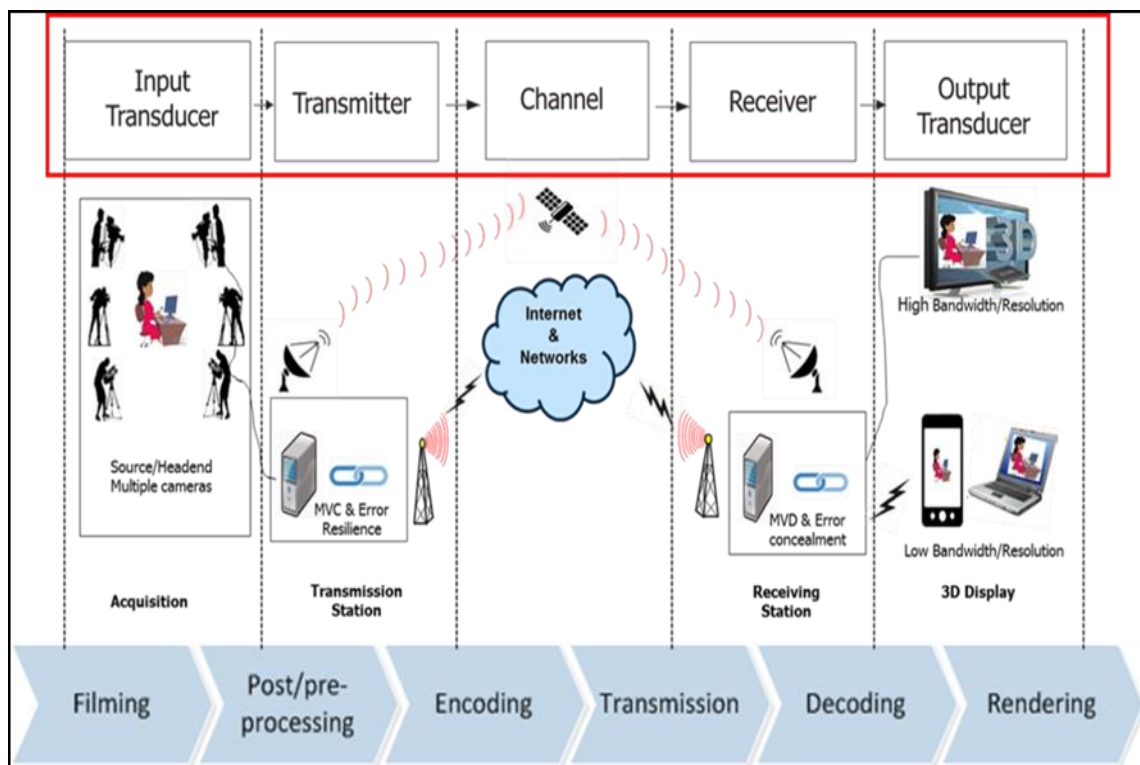 Input
Transducer
Transmitter
Channel
Receiver
Output
Transducer
3D
High Bandwidth/Resolution
Internet
&
Networks
Source/Headend
Multiple cameras
MVC & Error
Resilience
MVD & Error
concealment
Low Bandwidth/Resolution
Acquisition
Transmission
Station
Receiving
Station
3D Display
Filming
Post/pre-
processing
Encoding
Transmission
Decoding
Rendering